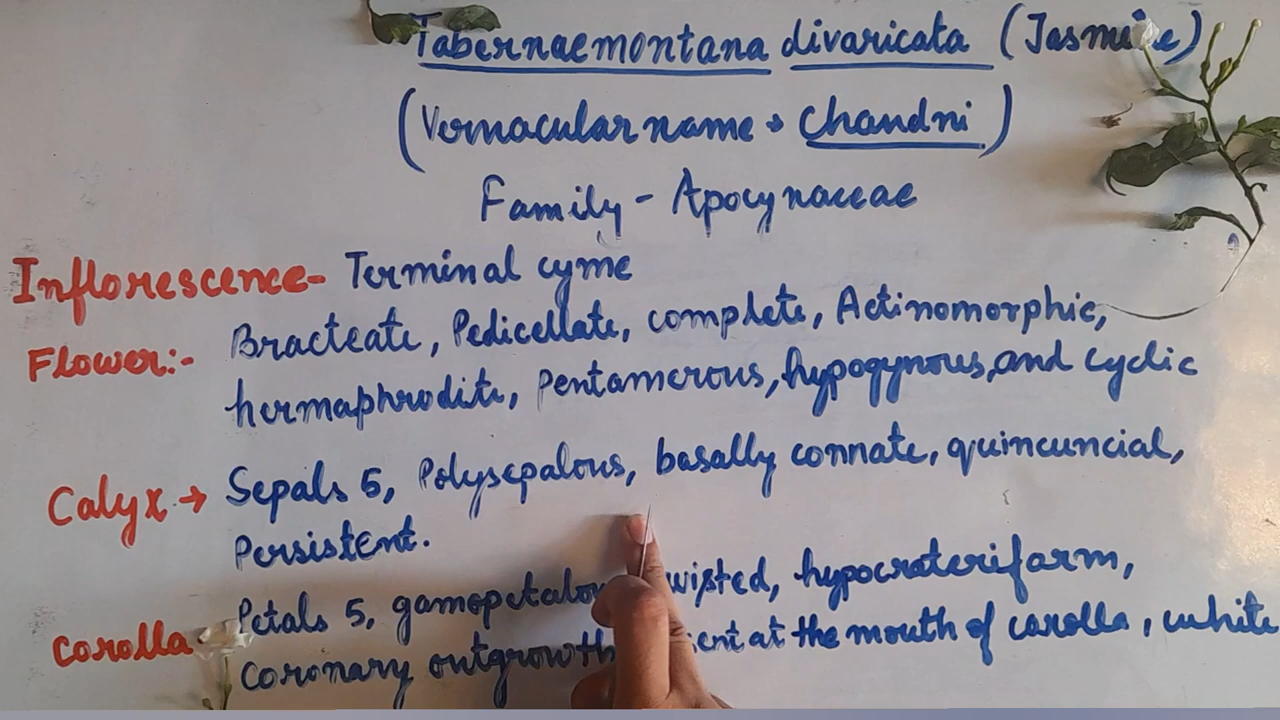 Tabernaemontana divaricata (Jasmine)
(Vernacular name → Chandni)
Family - Apocynaceae
Inflorescence- Terminal cyme
Flower:- Bracteate, Pedicellate, complete, Actinomorphic,
hermaphrodite, Pentamerous, hypogynous, and cyclic
Calyx → Sepals 5, Polysepalous, basally connate, quincuncial,
Persistent.
Corolla Petals 5, gamopetalou wisted, hypocrateriform,
Coronary outgrowth at the mouth of corolla, white